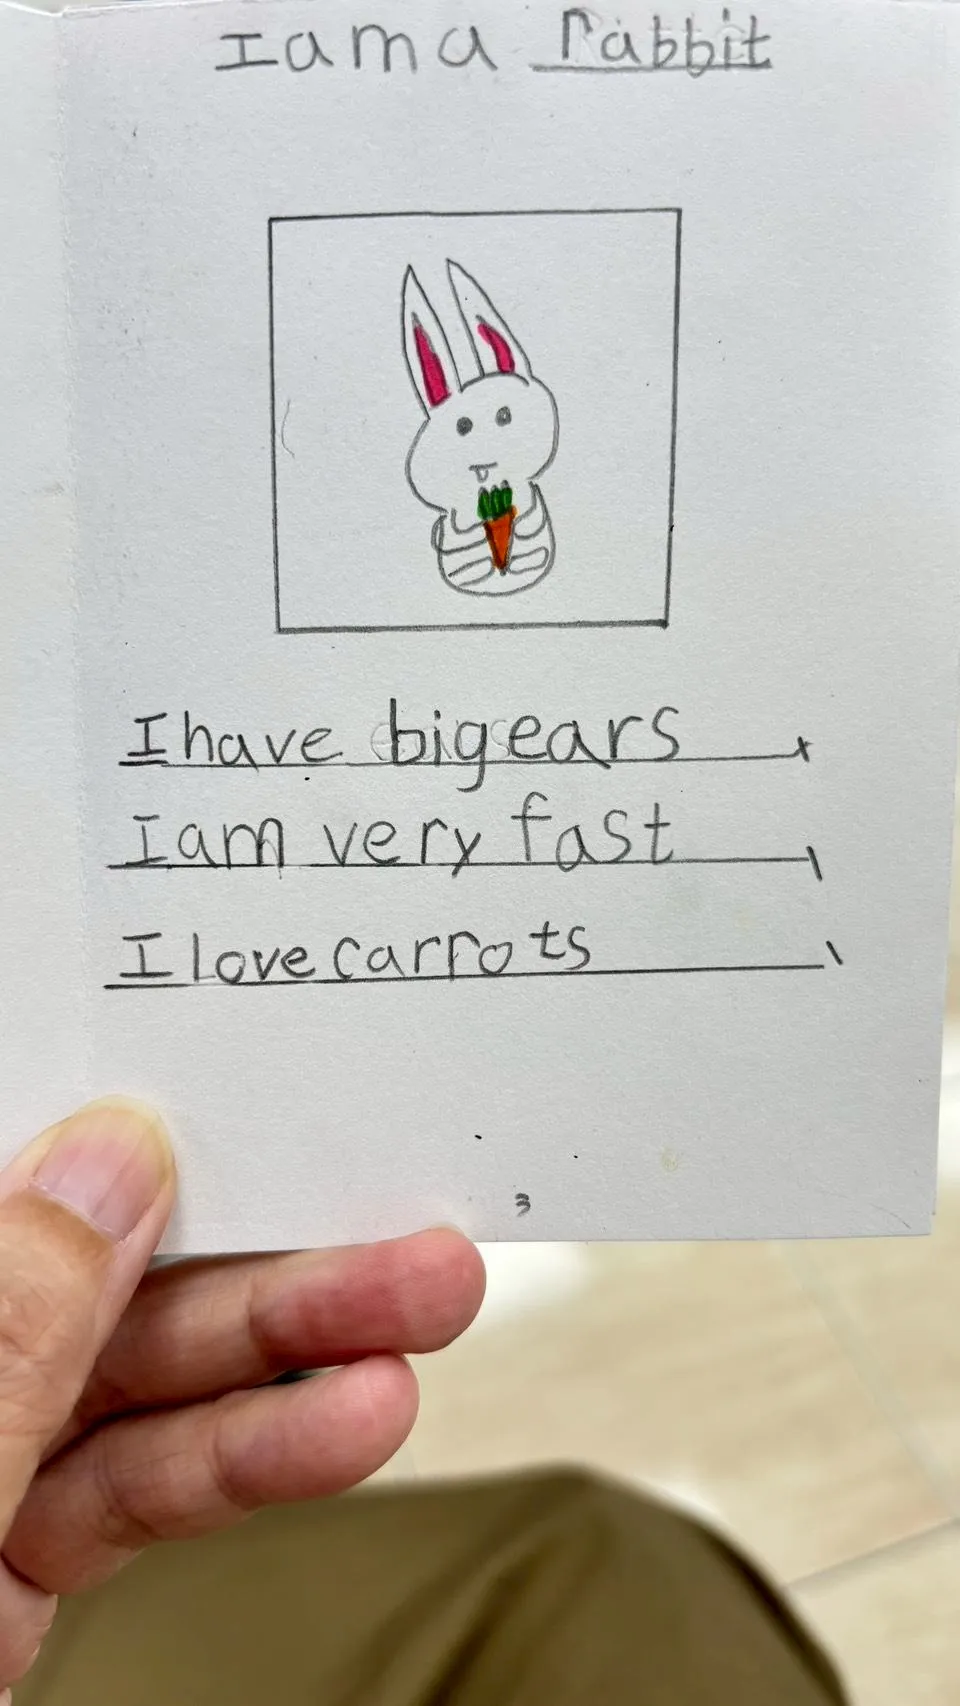 I am a rabbit
I have big ears
I am very fast
I love carrots
3